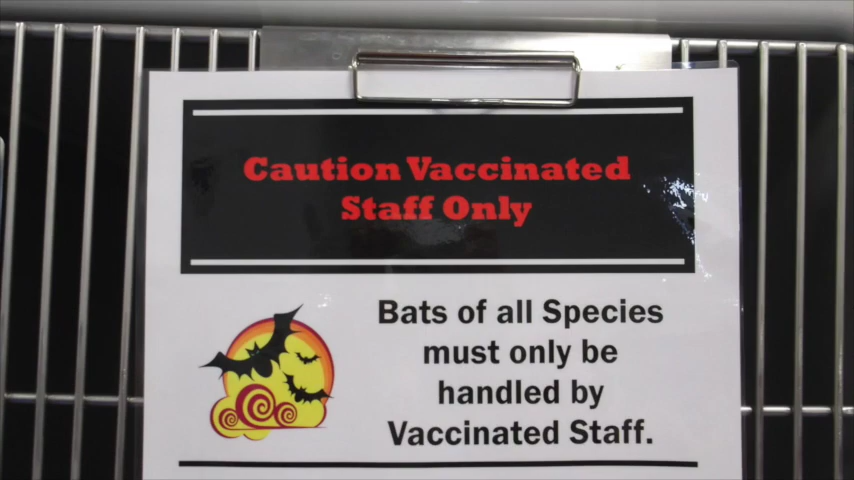 Caution Vaccinated
Staff Only
Bats of all Species
must only be
handled by
Vaccinated Staff.